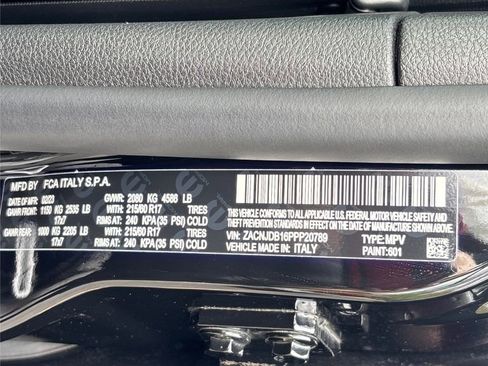 MFD BY FCA ITALY S.P.A.
DATE OF MFR: 02/23 GVWR: 2080 KG 4586 LB
GAWR FRONT: 1150 KG 2535 LB WITH: 215/60 R17 TIRES
17x7 RIMS AT: 240 KPA (35 PSI) COLD
GAWR REAR: 1000 KG 2205 LB WITH: 215/60 R17 TIRES
17x7 RIMS AT: 240 KPA (35 PSI) COLD
THIS VEHICLE CONFORMS TO ALL APPLICABLE
U.S. FEDERAL MOTOR VEHICLE SAFETY, BUMPER,
AND THEFT PREVENTION STANDARDS IN EFFECT
ON THE DATE OF MANUFACTURE SHOWN ABOVE.
VIN: ZACNJDB16PPP20789 TYPE: MPV
PAINT: 601